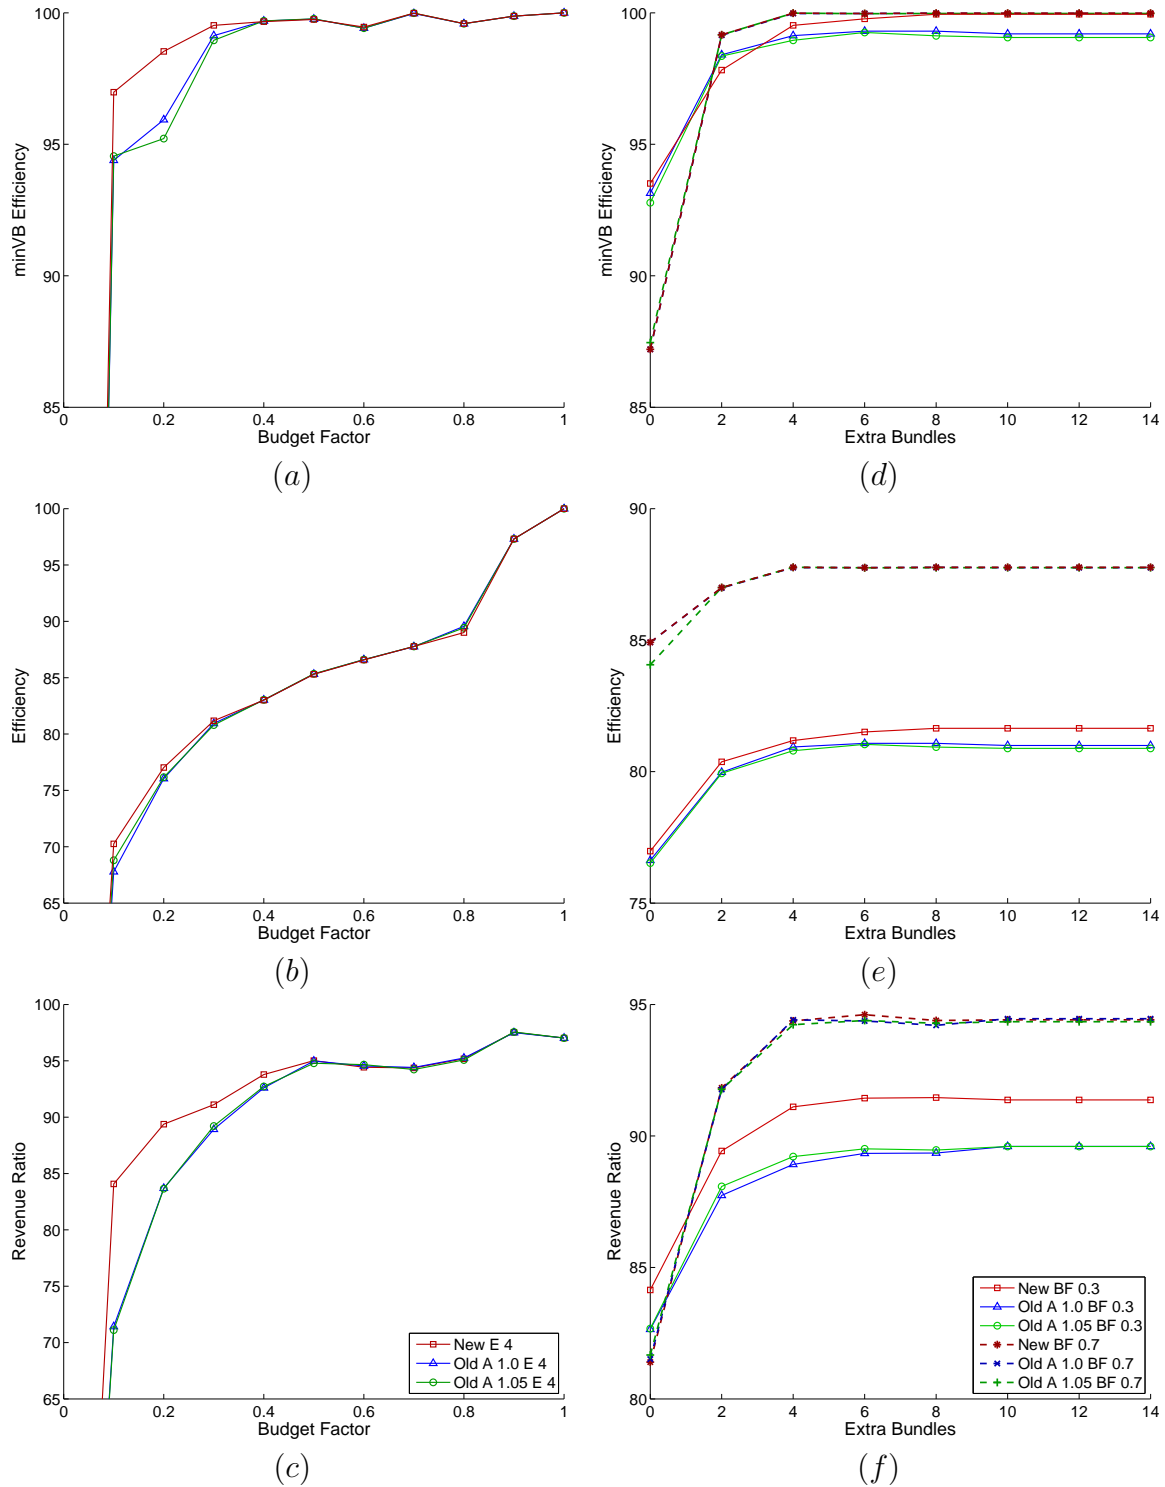 100
95
90
85
minVB Efficiency
0
0.2
0.4
0.6
0.8
1
Budget Factor
(a)
100
95
90
85
minVB Efficiency
0
2
4
6
8
10
12
14
Extra Bundles
(d)
100
95
90
85
80
75
70
65
Efficiency
0
0.2
0.4
0.6
0.8
1
Budget Factor
(b)
90
85
80
75
Efficiency
0
2
4
6
8
10
12
14
Extra Bundles
(e)
100
95
90
85
80
75
70
65
Revenue Ratio
New E 4
Old A 1.0 E 4
Old A 1.05 E 4
0
0.2
0.4
0.6
0.8
1
Budget Factor
(c)
95
90
85
80
Revenue Ratio
New BF 0.3
Old A 1.0 BF 0.3
Old A 1.05 BF 0.3
New BF 0.7
Old A 1.0 BF 0.7
Old A 1.05 BF 0.7
0
2
4
6
8
10
12
14
Extra Bundles
(f)